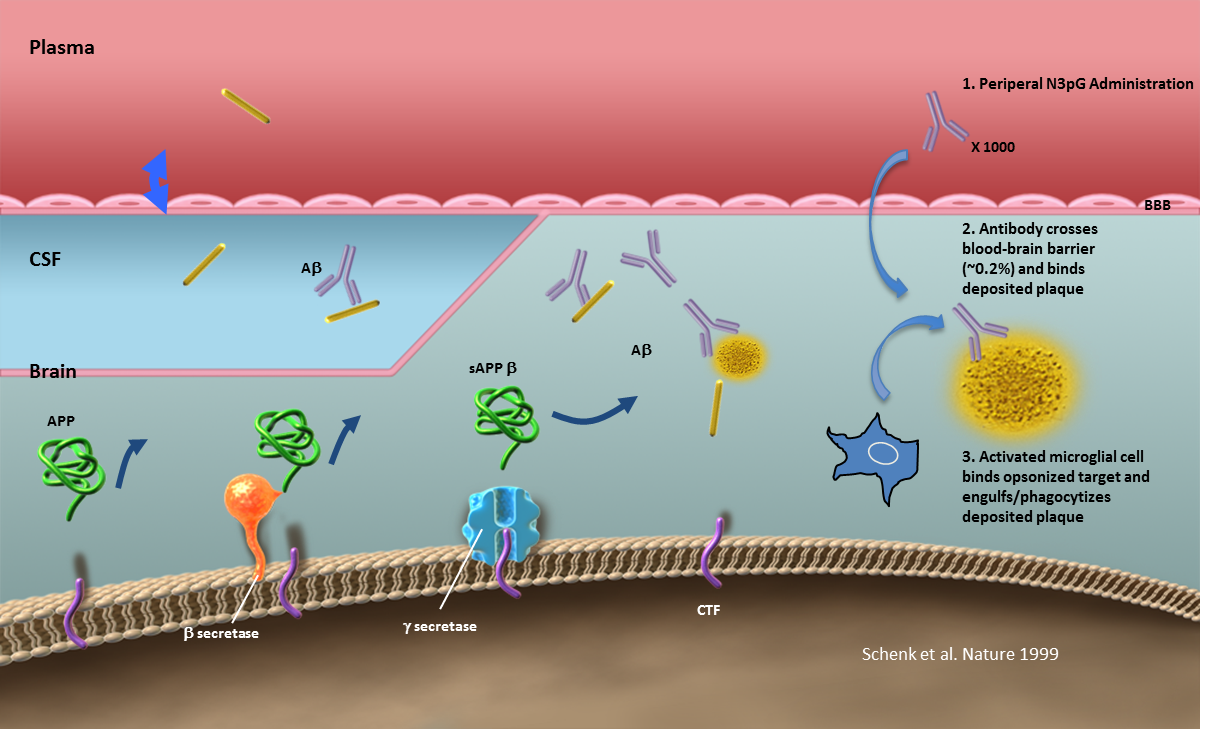 Plasma
1. Periperal N3pG Administration
X 1000
BBB
CSF
Aβ
2. Antibody crosses
blood-brain barrier
(~0.2%) and binds
deposited plaque
Brain
sAPP β
Aβ
APP
3. Activated microglial cell
binds opsonized target and
engulfs/phagocytizes
deposited plaque
β secretase
γ secretase
CTF
Schenk et al. Nature 1999